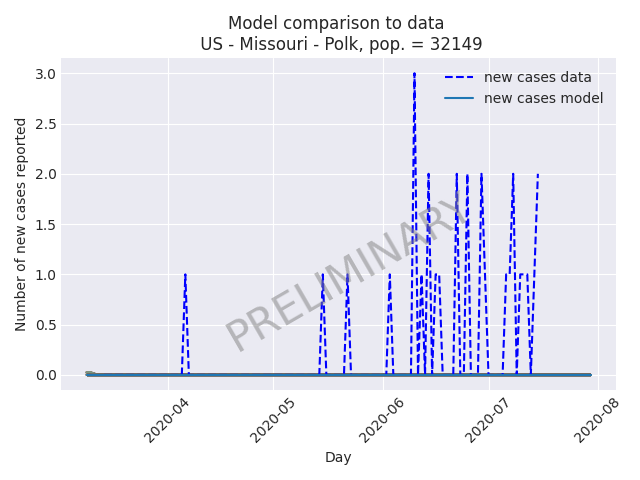 Model comparison to data
US - Missouri - Polk, pop. = 32149
new cases data
new cases model
Number of new cases reported
3.0
2.5
2.0
1.5
1.0
0.5
0.0
PRELIMINARY
2020-04
2020-05
2020-06
2020-07
2020-08
Day